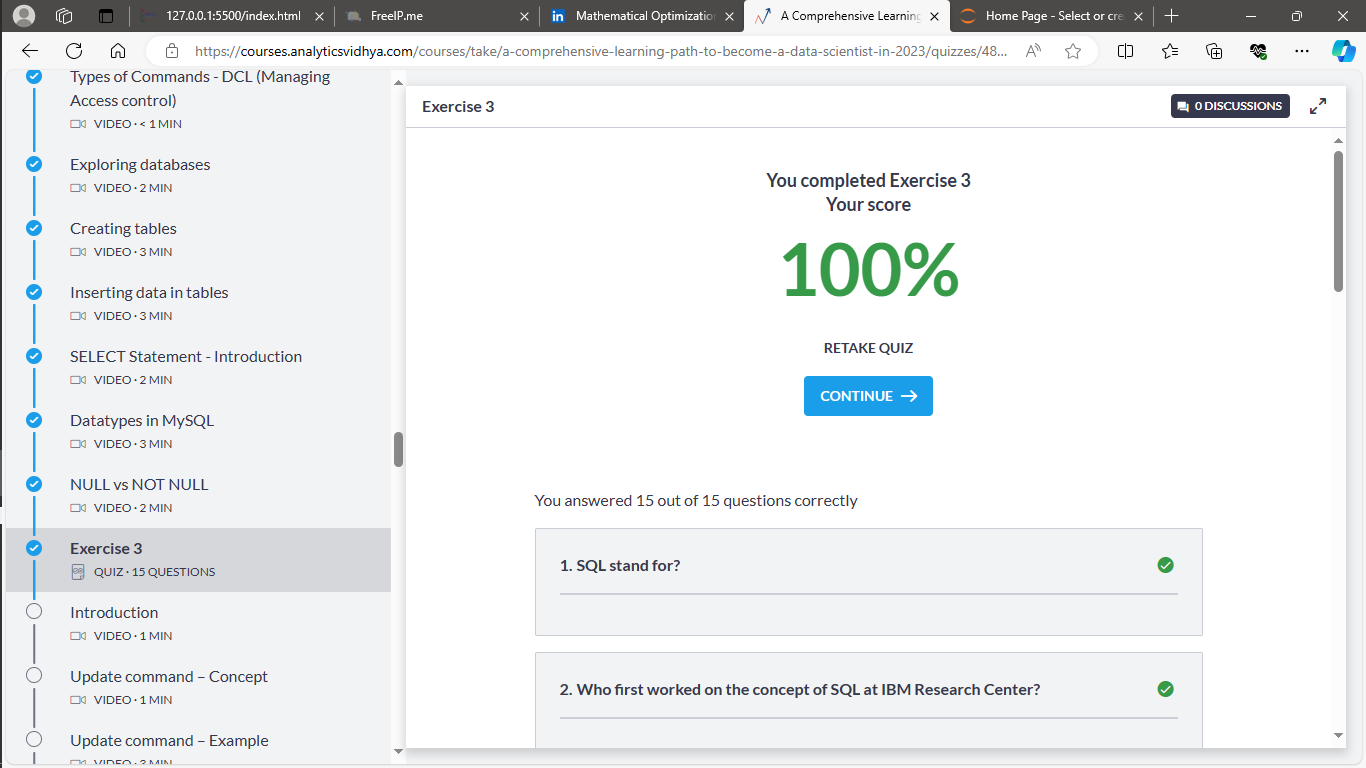 127.0.0.1:5500/index.html
FreeIP.me
Mathematical Optimizatio
A Comprehensive Learning
Home Page - Select or cre
https://courses.analyticsvidhya.com/courses/take/a-comprehensive-learning-path-to-become-a-data-scientist-in-2023/quizzes/48...
Types of Commands - DCL (Managing
Access control)
VIDEO · < 1 MIN
Exploring databases
VIDEO · 2 MIN
Creating tables
VIDEO · 3 MIN
Inserting data in tables
VIDEO · 3 MIN
SELECT Statement - Introduction
VIDEO · 2 MIN
Datatypes in MySQL
VIDEO · 3 MIN
NULL vs NOT NULL
VIDEO · 2 MIN
Exercise 3
QUIZ · 15 QUESTIONS
Introduction
VIDEO · 1 MIN
Update command – Concept
VIDEO · 1 MIN
Update command – Example
VIDEO · 3 MIN
Exercise 3
0 DISCUSSIONS
You completed Exercise 3
Your score
100%
RETAKE QUIZ
CONTINUE →
You answered 15 out of 15 questions correctly
1. SQL stand for?
2. Who first worked on the concept of SQL at IBM Research Center?